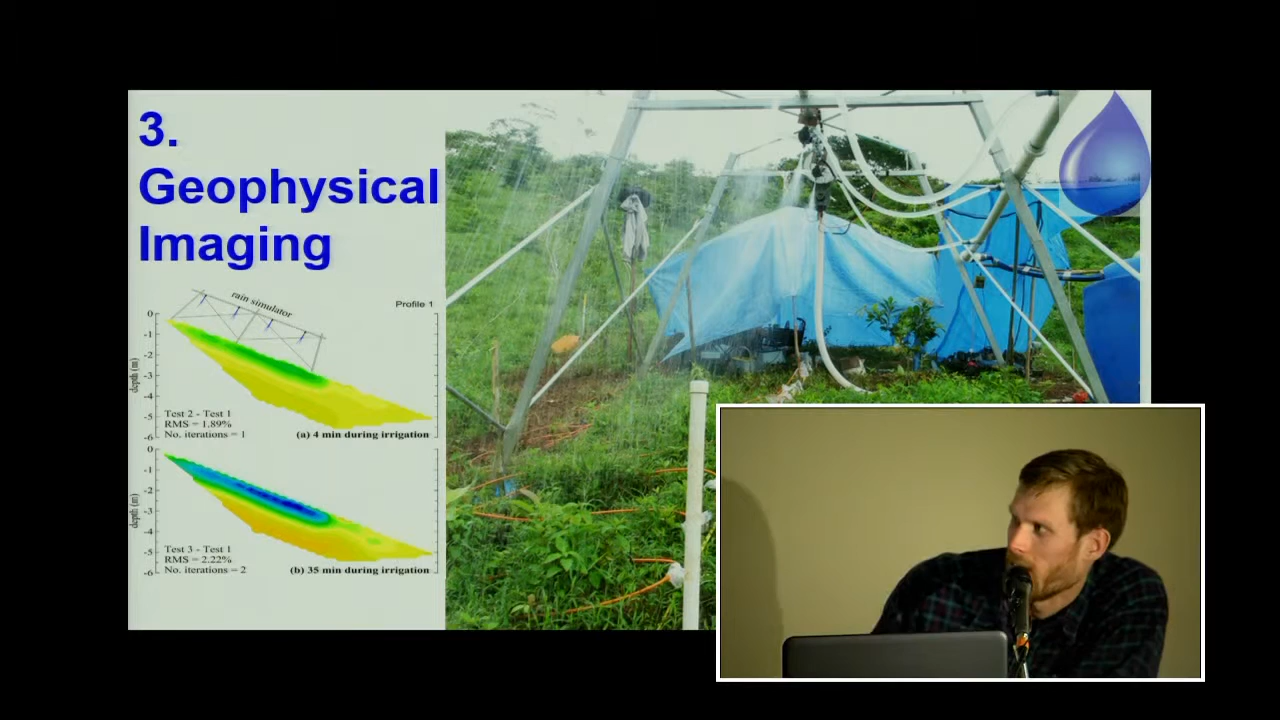 3.
Geophysical
Imaging
rain simulator
Profile 1
0
-1
-2
-3
-4
-5
-6
depth (m)
Test 2 - Test 1
RMS = 1.89%
No. iterations = 1
(a) 4 min during irrigation
0
-1
-2
-3
-4
-5
-6
depth (m)
Test 3 - Test 1
RMS = 2.22%
No. iterations = 2
(b) 35 min during irrigation